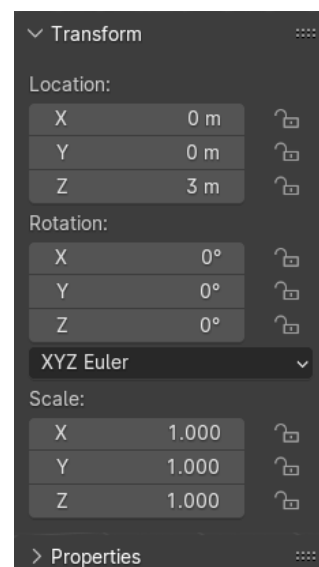 Transform
Location:
X 0 m
Y 0 m
Z 3 m
Rotation:
X 0°
Y 0°
Z 0°
XYZ Euler
Scale:
X 1.000
Y 1.000
Z 1.000
Properties